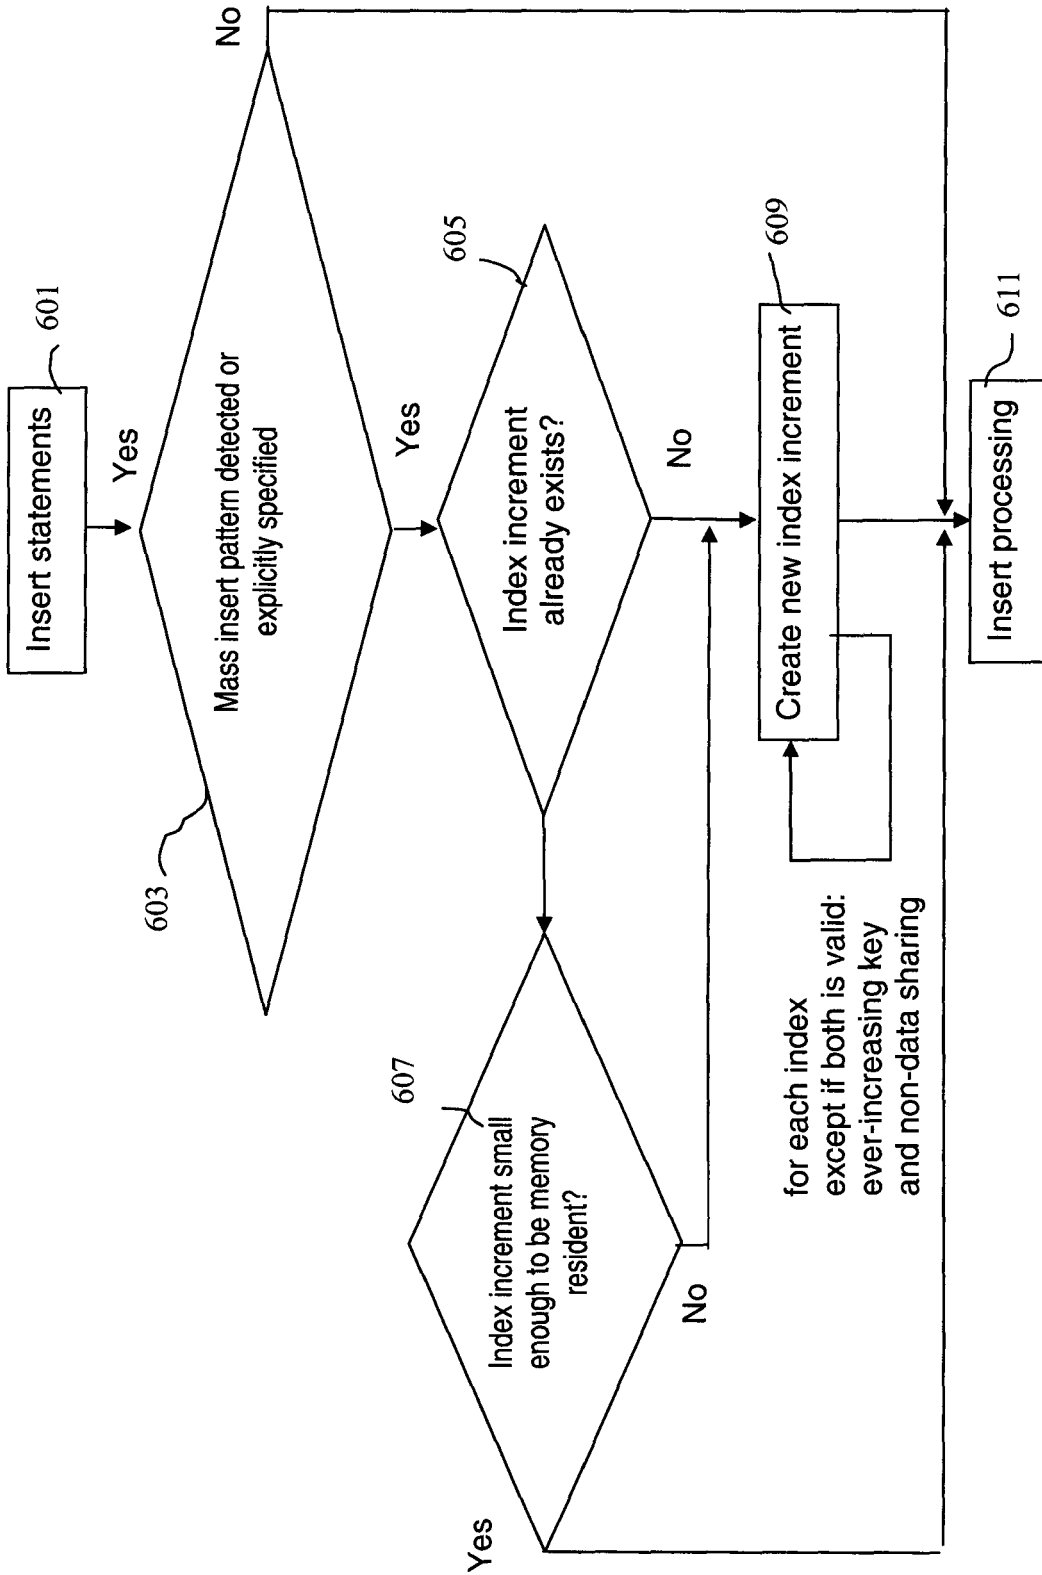 Insert statements
601
Yes
Mass insert pattern detected or
explicitly specified
603
No
Yes
Index increment
already exists?
605
No
Index increment small
enough to be memory
resident?
607
Yes
No
Create new index increment
609
for each index
except if both is valid:
ever-increasing key
and non-data sharing
Insert processing
611